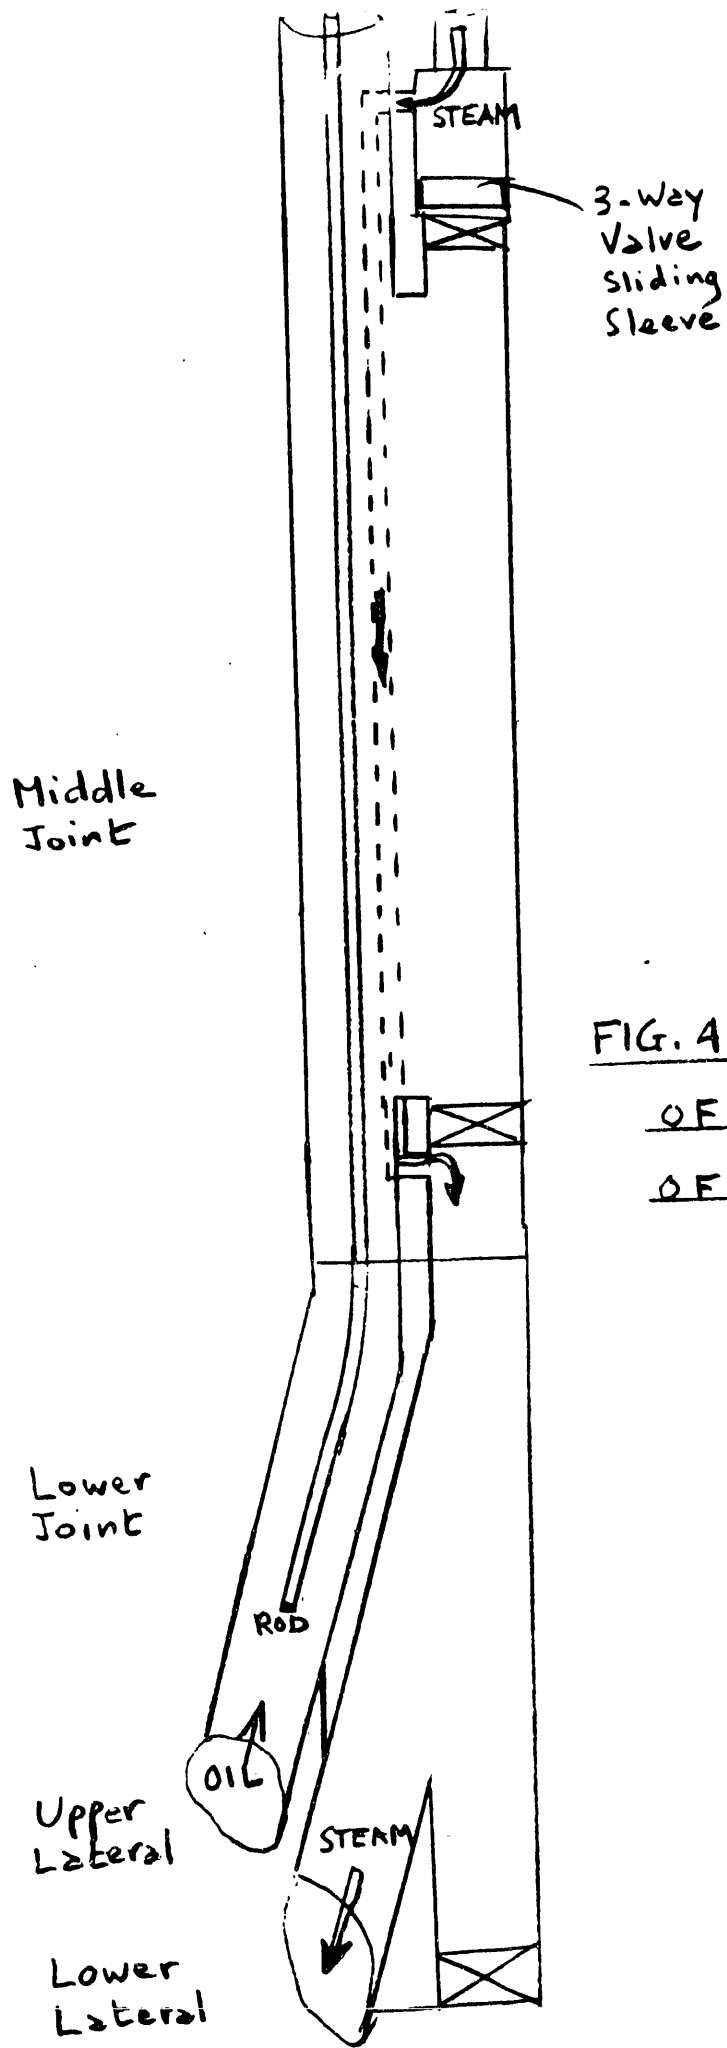 STEAM
3-Way
Valve
Sliding
Sleeve
Middle
Joint
FIG. 4
OF
OF
Lower
Joint
ROD
OIL
Upper
Lateral
STEAM
Lower
Lateral